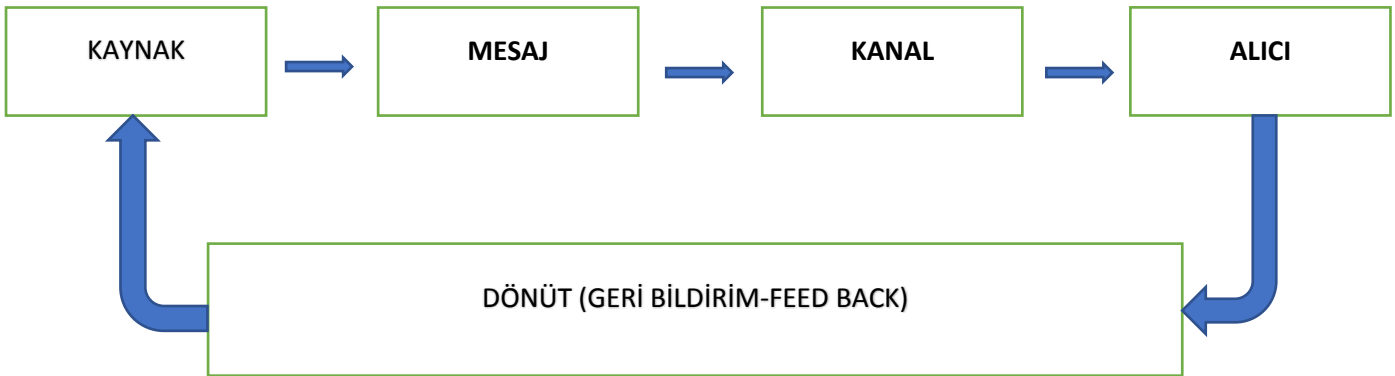 KAYNAK
MESAJ
KANAL
ALICI
DÖNÜT (GERİ BİLDİRİM-FEED BACK)